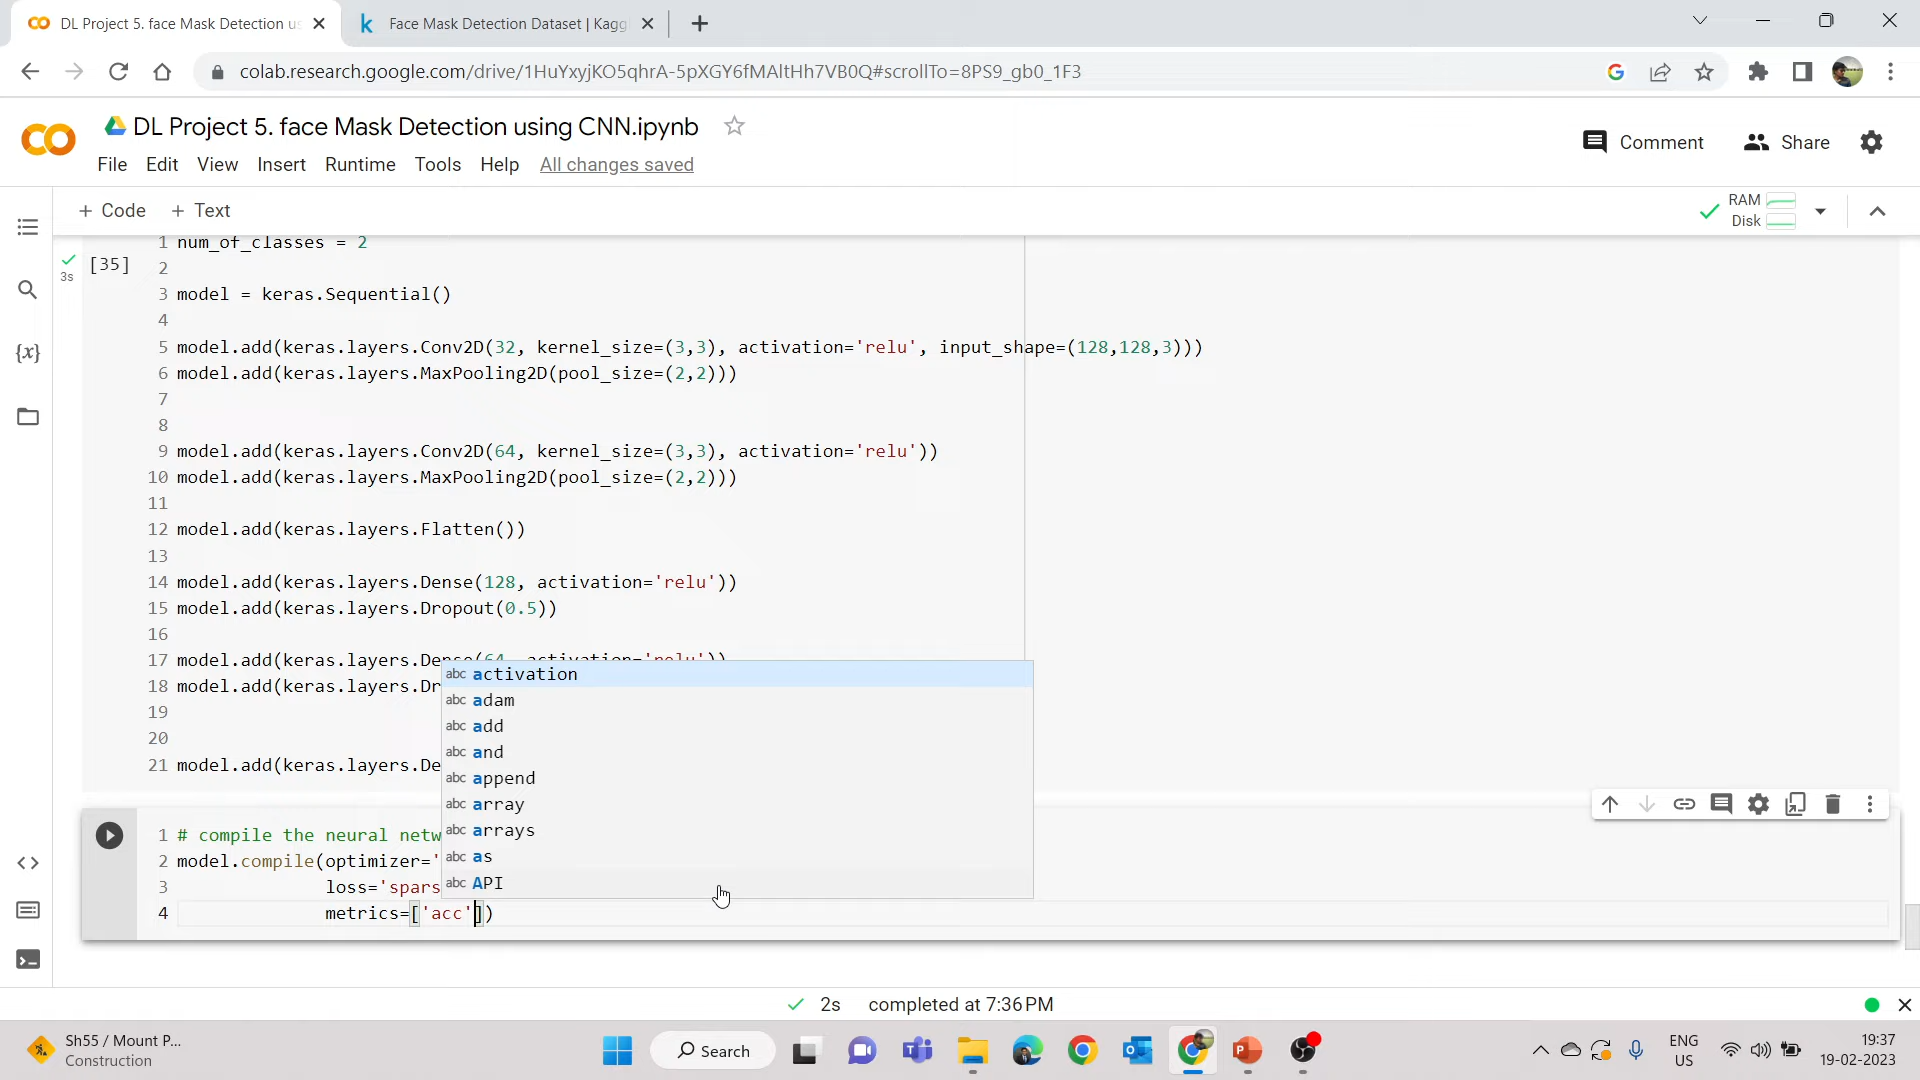 DL Project 5. face Mask Detection us
Face Mask Detection Dataset | Kagg
colab.research.google.com/drive/1HuYxyjKO5qhrA-5pXGY6fMAltHh7VB0Q#scrollTo=8PS9_gb0_1F3
DL Project 5. face Mask Detection using CNN.ipynb
Comment
Share
File Edit View Insert Runtime Tools Help All changes saved
+ Code + Text
RAM
Disk
[35]
3s
1 num_of_classes = 2
2
3 model = keras.Sequential()
4
5 model.add(keras.layers.Conv2D(32, kernel_size=(3,3), activation='relu', input_shape=(128,128,3)))
6 model.add(keras.layers.MaxPooling2D(pool_size=(2,2)))
7
8
9 model.add(keras.layers.Conv2D(64, kernel_size=(3,3), activation='relu'))
10 model.add(keras.layers.MaxPooling2D(pool_size=(2,2)))
11
12 model.add(keras.layers.Flatten())
13
14 model.add(keras.layers.Dense(128, activation='relu'))
15 model.add(keras.layers.Dropout(0.5))
16
17 model.add(keras.layers.Dense(64, activation='relu'))
18 model.add(keras.layers.Dr
19
20
21 model.add(keras.layers.De
abc activation
abc adam
abc add
abc and
abc append
abc array
abc arrays
abc as
abc API
1 # compile the neural netw
2 model.compile(optimizer='
3 loss='spars
4 metrics=['acc'])
2s completed at 7:36 PM
Sh55 / Mount P...
Construction
Search
ENG
US
19:37
19-02-2023